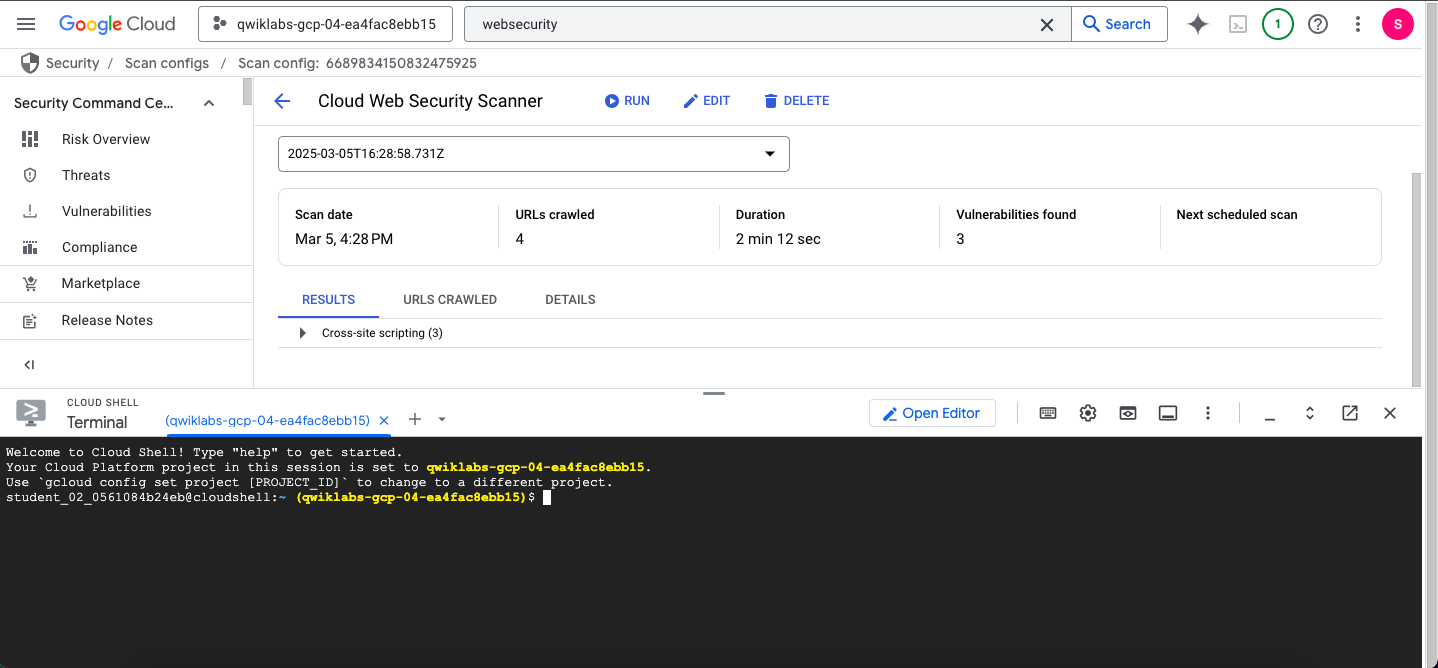 Google Cloud
qwiklabs-gcp-04-ea4fac8ebb15
websecurity
Search
1
S
Security / Scan configs / Scan config: 6689834150832475925
Security Command Ce...
Risk Overview
Threats
Vulnerabilities
Compliance
Marketplace
Release Notes
Cloud Web Security Scanner
RUN
EDIT
DELETE
2025-03-05T16:28:58.731Z
Scan date
Mar 5, 4:28 PM
URLs crawled
4
Duration
2 min 12 sec
Vulnerabilities found
3
Next scheduled scan
RESULTS
URLS CRAWLED
DETAILS
Cross-site scripting (3)
CLOUD SHELL
Terminal
(qwiklabs-gcp-04-ea4fac8ebb15)
Open Editor
Welcome to Cloud Shell! Type "help" to get started.
Your Cloud Platform project in this session is set to qwiklabs-gcp-04-ea4fac8ebb15.
Use `gcloud config set project [PROJECT_ID]` to change to a different project.
student_02_0561084b24eb@cloudshell:~ (qwiklabs-gcp-04-ea4fac8ebb15)$